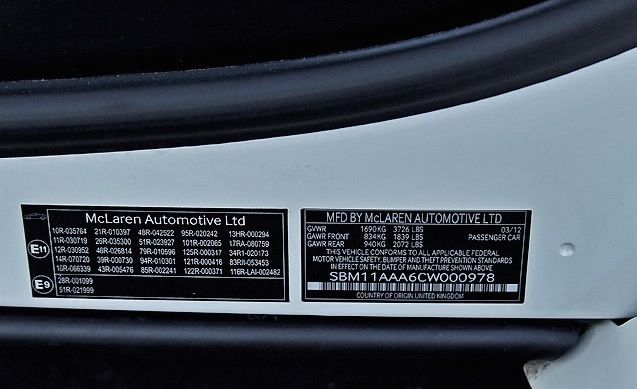 McLaren Automotive Ltd
E11
10R-035764 21R-010397 48R-042522 95R-020242 13HR-000294
11R-030719 26R-035300 51R-023927 101R-002065 17RA-080759
12R-030952 46R-026814 79R-010596 125R-000317 34R1-020173
14R-070720 39R-000730 94R-010301 121R-000416 83RII-053453
16R-066339 43R-005476 85R-002241 122R-000371 116R-LAI-002482
E9
28R-001099
51R-021999
MFD BY McLAREN AUTOMOTIVE LTD
GVWR 1690KG 3726 LBS 03/12
GAWR FRONT 834KG 1839 LBS PASSENGER CAR
GAWR REAR 940KG 2072 LBS
THIS VEHICLE CONFORMS TO ALL APPLICABLE FEDERAL
MOTOR VEHICLE SAFETY, BUMPER AND THEFT PREVENTION STANDARDS
IN EFFECT ON THE DATE OF MANUFACTURE SHOWN ABOVE
SBM11AAA6CW000978
COUNTRY OF ORIGIN UNITED KINGDOM